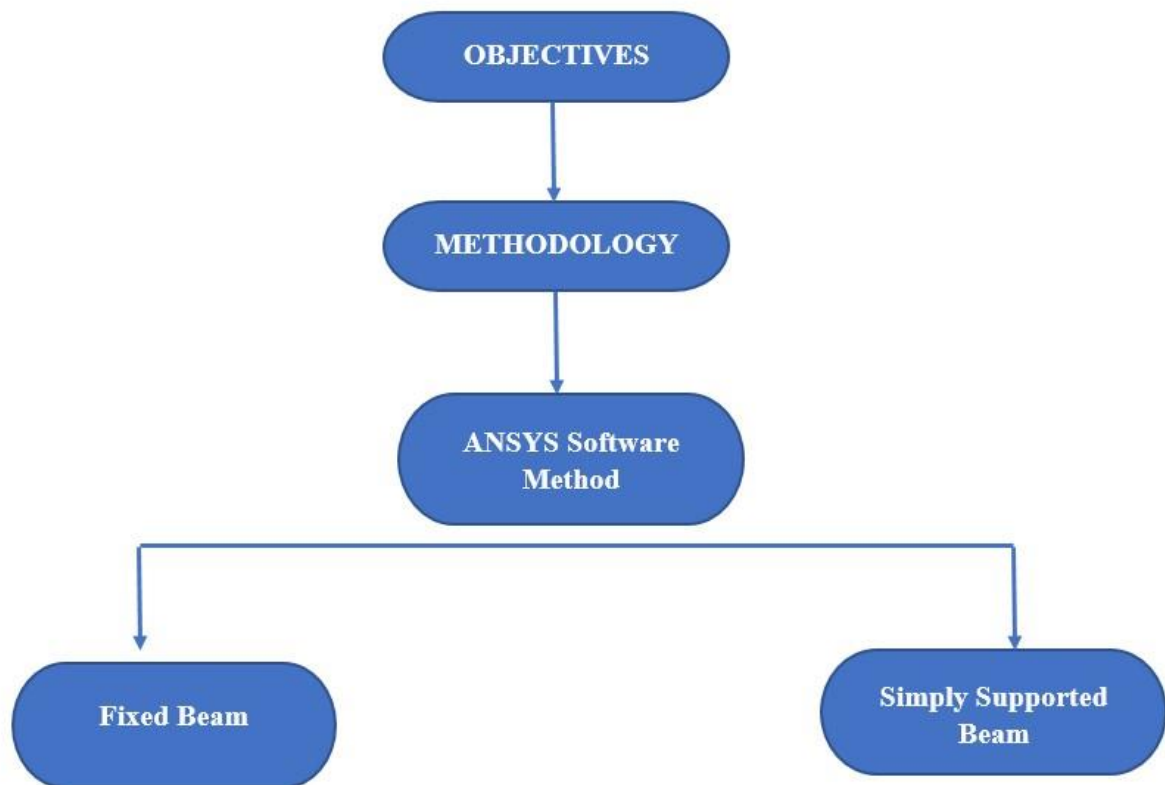 OBJECTIVES
METHODOLOGY
ANSYS Software
Method
Fixed Beam
Simply Supported
Beam